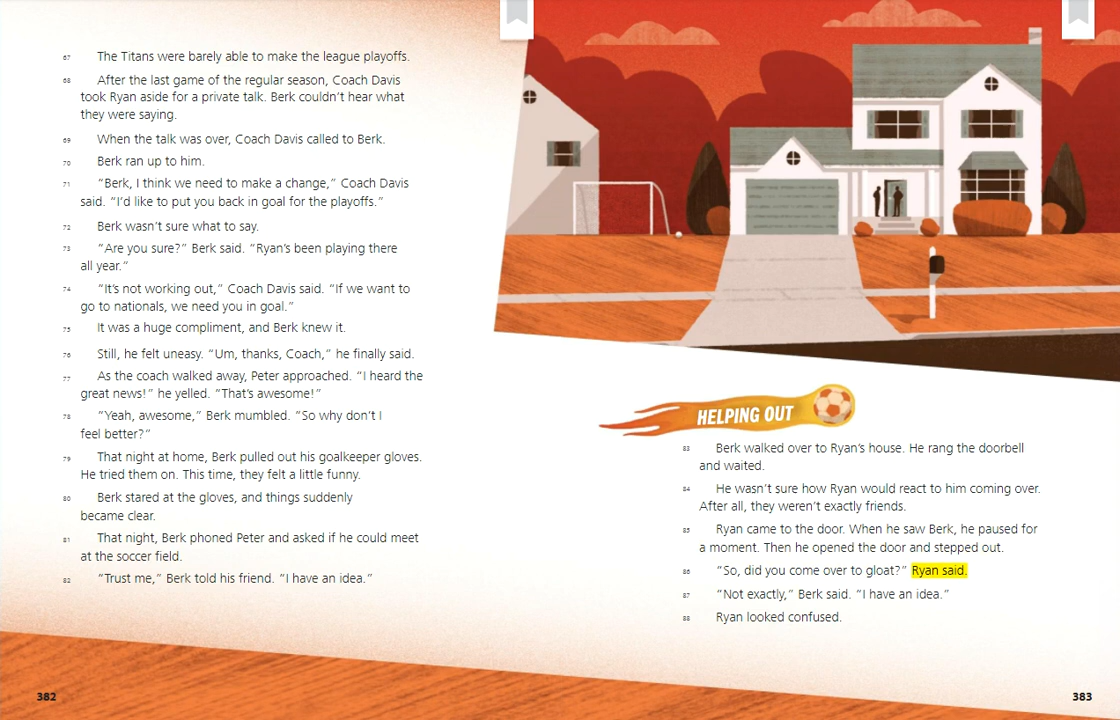 67 The Titans were barely able to make the league playoffs.
68 After the last game of the regular season, Coach Davis
took Ryan aside for a private talk. Berk couldn’t hear what
they were saying.
69 When the talk was over, Coach Davis called to Berk.
70 Berk ran up to him.
71 “Berk, I think we need to make a change,” Coach Davis
said. “I’d like to put you back in goal for the playoffs.”
72 Berk wasn’t sure what to say.
73 “Are you sure?” Berk said. “Ryan’s been playing there
all year.”
74 “It’s not working out,” Coach Davis said. “If we want to
go to nationals, we need you in goal.”
75 It was a huge compliment, and Berk knew it.
76 Still, he felt uneasy. “Um, thanks, Coach,” he finally said.
77 As the coach walked away, Peter approached. “I heard the
great news!” he yelled. “That’s awesome!”
78 “Yeah, awesome,” Berk mumbled. “So why don’t I
feel better?”
79 That night at home, Berk pulled out his goalkeeper gloves.
He tried them on. This time, they felt a little funny.
80 Berk stared at the gloves, and things suddenly
became clear.
81 That night, Berk phoned Peter and asked if he could meet
at the soccer field.
82 “Trust me,” Berk told his friend. “I have an idea.”
382
HELPING OUT
83 Berk walked over to Ryan’s house. He rang the doorbell
and waited.
84 He wasn’t sure how Ryan would react to him coming over.
After all, they weren’t exactly friends.
85 Ryan came to the door. When he saw Berk, he paused for
a moment. Then he opened the door and stepped out.
86 “So, did you come over to gloat?” Ryan said.
87 “Not exactly,” Berk said. “I have an idea.”
88 Ryan looked confused.
383